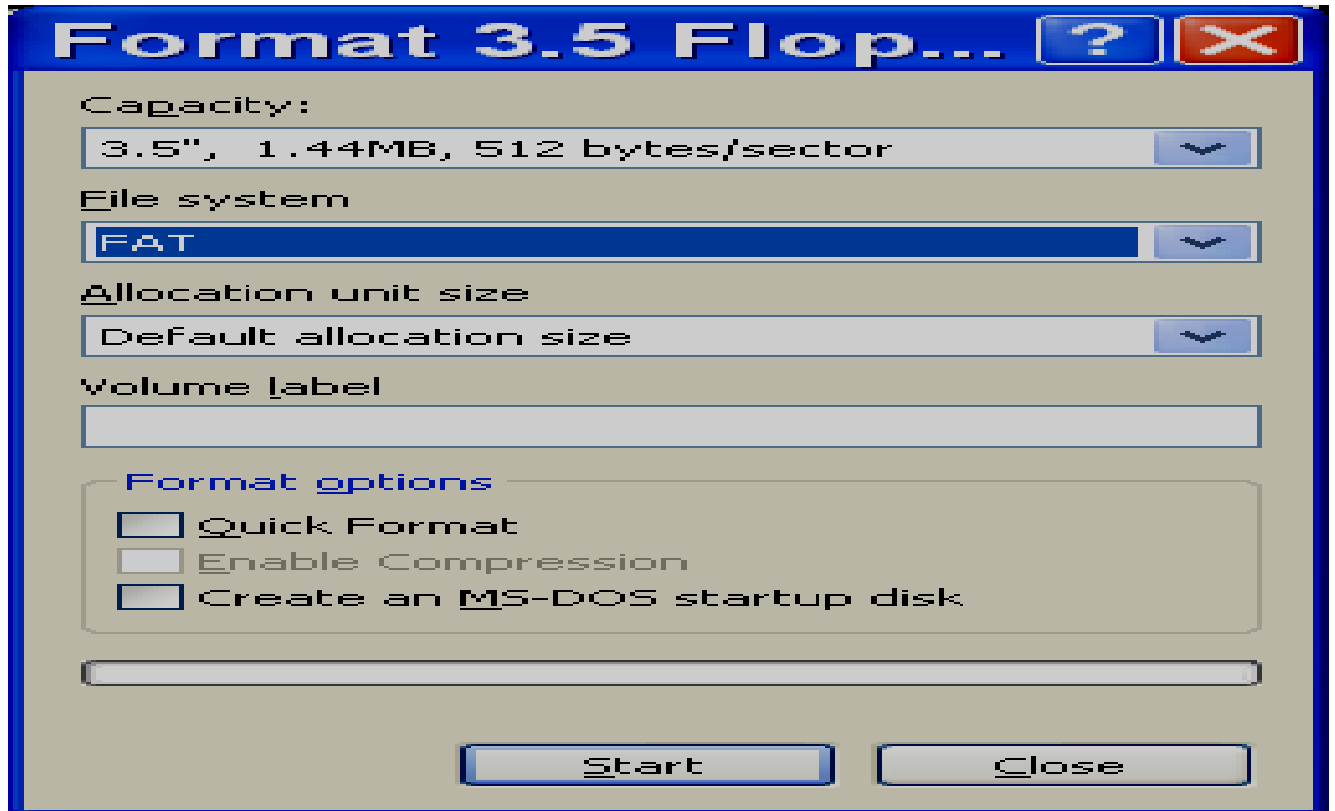 Format 3.5 Flop...
Capacity:
3.5", 1.44MB, 512 bytes/sector
File system
FAT
Allocation unit size
Default allocation size
Volume label
Format options
Quick Format
Enable Compression
Create an MS-DOS startup disk
Start Close